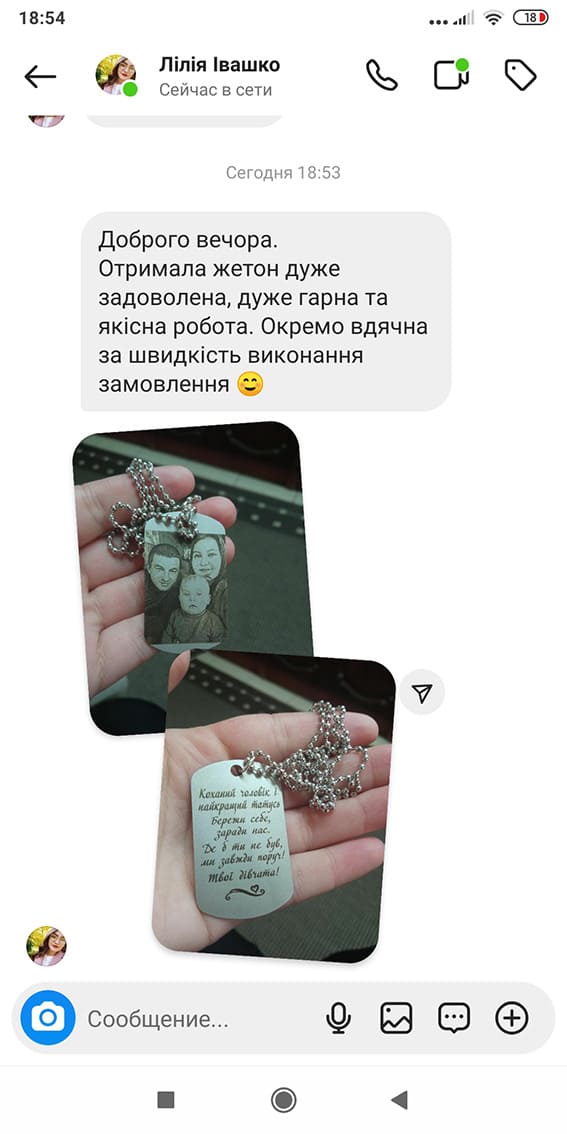 18:54
18
Лілія Івашко
Сейчас в сети
Сегодня 18:53
Доброго вечора.
Отримала жетон дуже
задоволена, дуже гарна та
якісна робота. Окремо вдячна
за швидкість виконання
замовлення 😊
Коханий чоловік і
найкращий татусь
Бережи себе,
заради нас.
Де б ти не був,
ми завжди поруч!
Твої дівчата!
Сообщение...